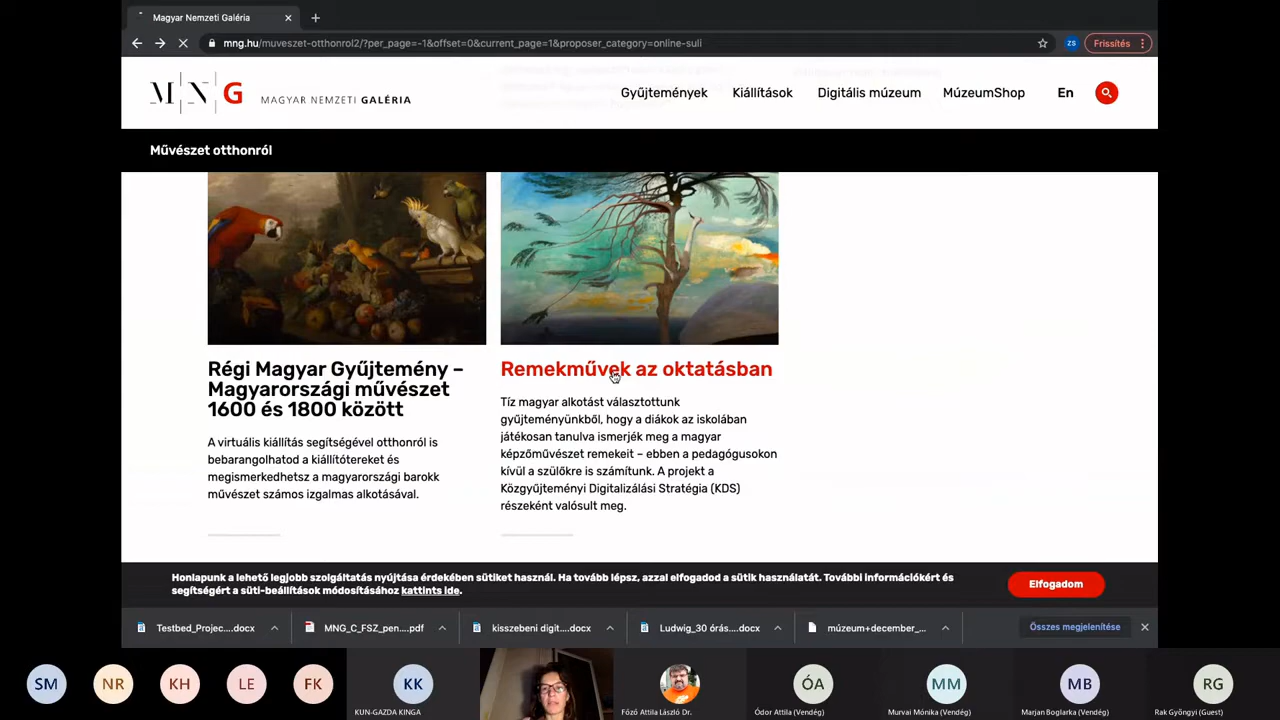 Magyar Nemzeti Galéria
mng.hu/muveszet-otthonrol2/?per_page=-1&offset=0&current_page=1&proposer_category=online-suli
ZS
Frissítés
M|N|G MAGYAR NEMZETI GALÉRIA
Gyűjtemények Kiállítások Digitális múzeum MúzeumShop En
Művészet otthonról
Régi Magyar Gyűjtemény –
Magyarországi művészet
1600 és 1800 között
A virtuális kiállítás segítségével otthonról is
bebarangolhatod a kiállítótereket és
megismerkedhetsz a magyarországi barokk
művészet számos izgalmas alkotásával.
Remekművek az oktatásban
Tíz magyar alkotást választottunk
gyűjteményünkből, hogy a diákok az iskolában
játékosan tanulva ismerjék meg a magyar
képzőművészet remekeit – ebben a pedagógusokon
kívül a szülőkre is számítunk. A projekt a
Közgyűjteményi Digitalizálási Stratégia (KDS)
részeként valósult meg.
Honlapunk a lehető legjobb szolgáltatás nyújtása érdekében sütiket használ. Ha tovább lépsz, azzal elfogadod a sütik használatát. További információkért és
segítségért a süti-beállítások módosításához kattints ide.
Elfogadom
Testbed_Projec....docx MNG_C_FSZ_pen....pdf kisszebeni digit....docx Ludwig_30 órás....docx múzeum+december_... Összes megjelenítése
SM NR KH LE FK KK ÓA MM MB RG
KUN-GAZDA KINGA Főző Attila László Dr. Ódor Attila (Vendég) Murvai Mónika (Vendég) Marjan Boglarka (Vendég) Rak Gyöngyi (Guest)